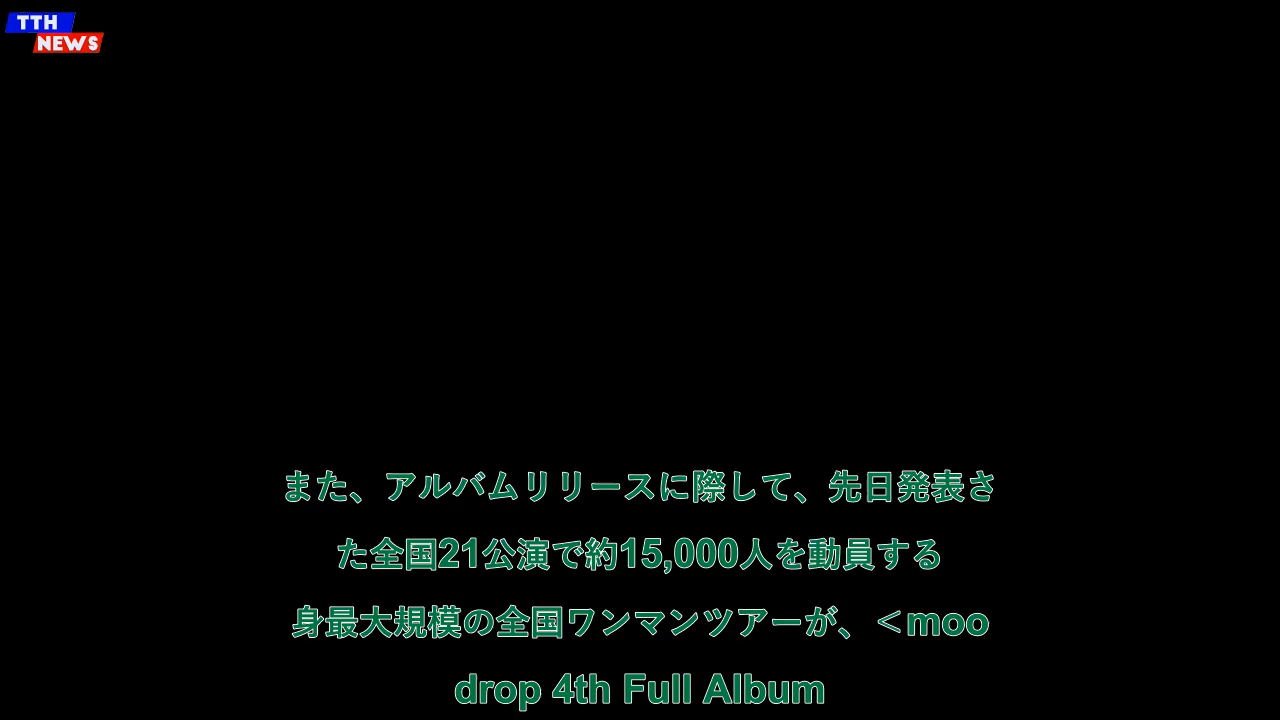 TTH
NEWS
また、アルバムリリースに際して、先日発表さ
た全国21公演で約15,000人を動員する
身最大規模の全国ワンマンツアーが、＜moo
drop 4th Full Album